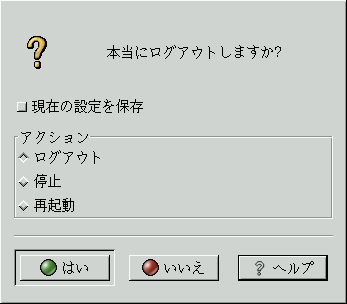 本当にログアウトしますか?
現在の設定を保存
アクション
ログアウト
停止
再起動
はい
いいえ
ヘルプ